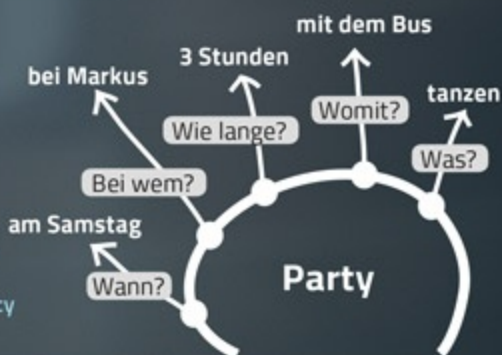 mit dem Bus
3 Stunden
bei Markus
tanzen
Womit?
Wie lange?
Was?
Bei wem?
am Samstag
Wann?
Party